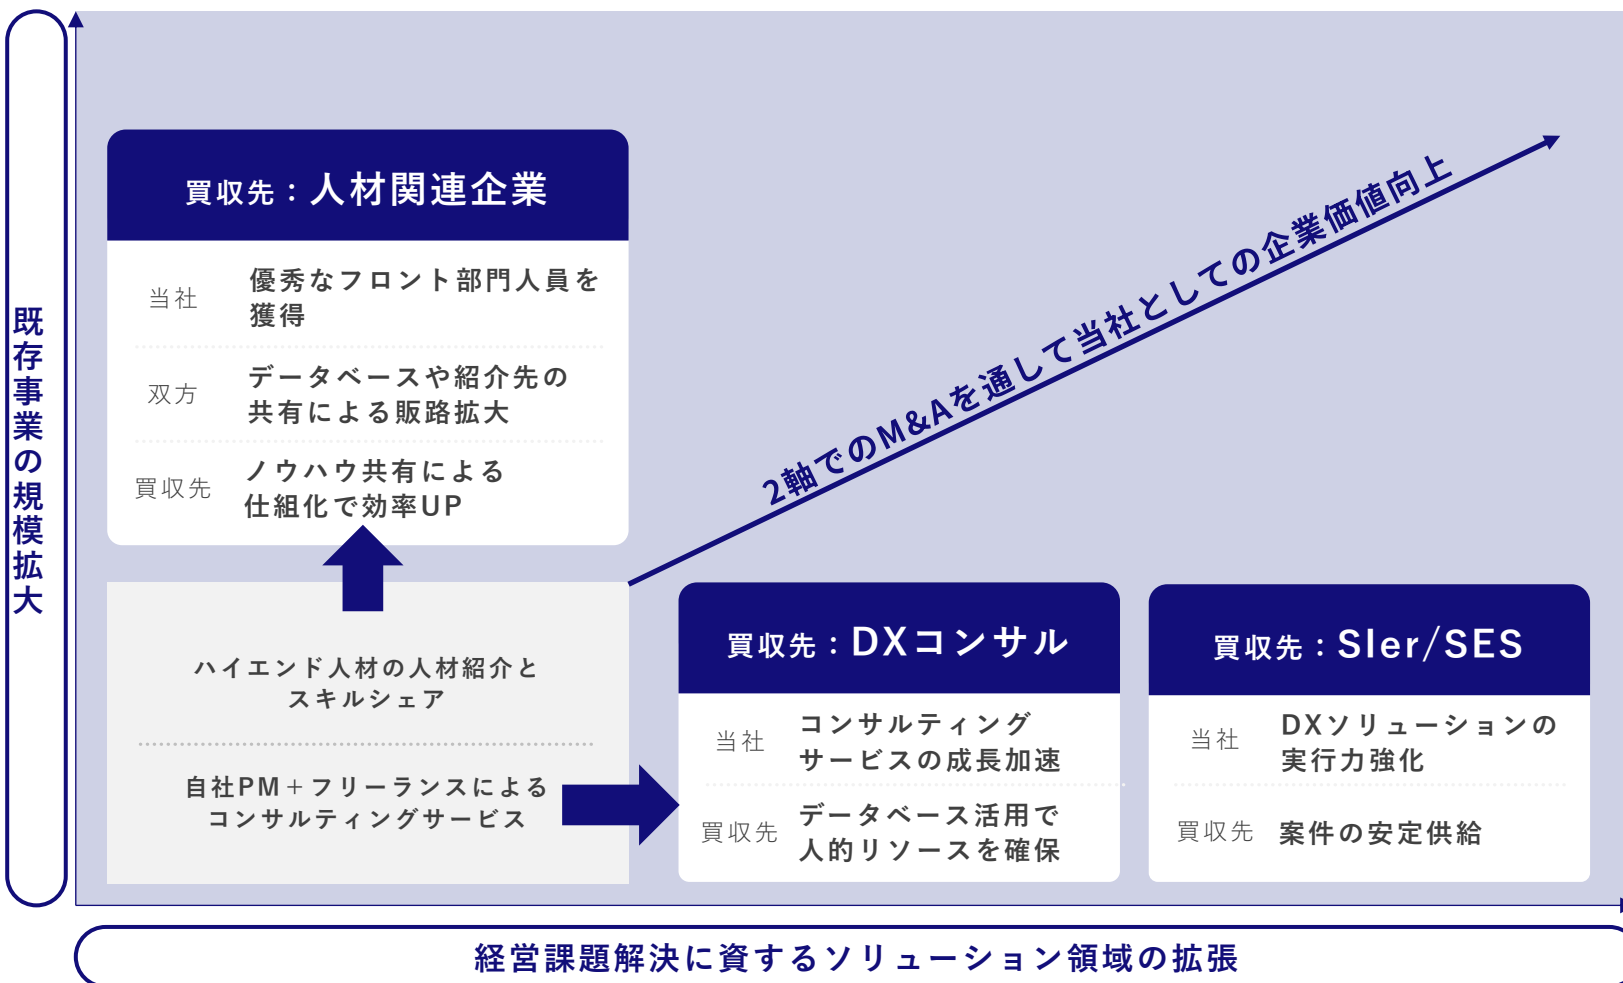 既存事業の規模拡大
買収先：人材関連企業
当社
優秀なフロント部門人員を
獲得
双方
データベースや紹介先の
共有による販路拡大
買収先
ノウハウ共有による
仕組化で効率UP
2軸でのM&Aを通して当社としての企業価値向上
ハイエンド人材の人材紹介と
スキルシェア
自社PM＋フリーランスによる
コンサルティングサービス
買収先：DXコンサル
当社
コンサルティング
サービスの成長加速
買収先
データベース活用で
人的リソースを確保
買収先：SIer/SES
当社
DXソリューションの
実行力強化
買収先
案件の安定供給
経営課題解決に資するソリューション領域の拡張